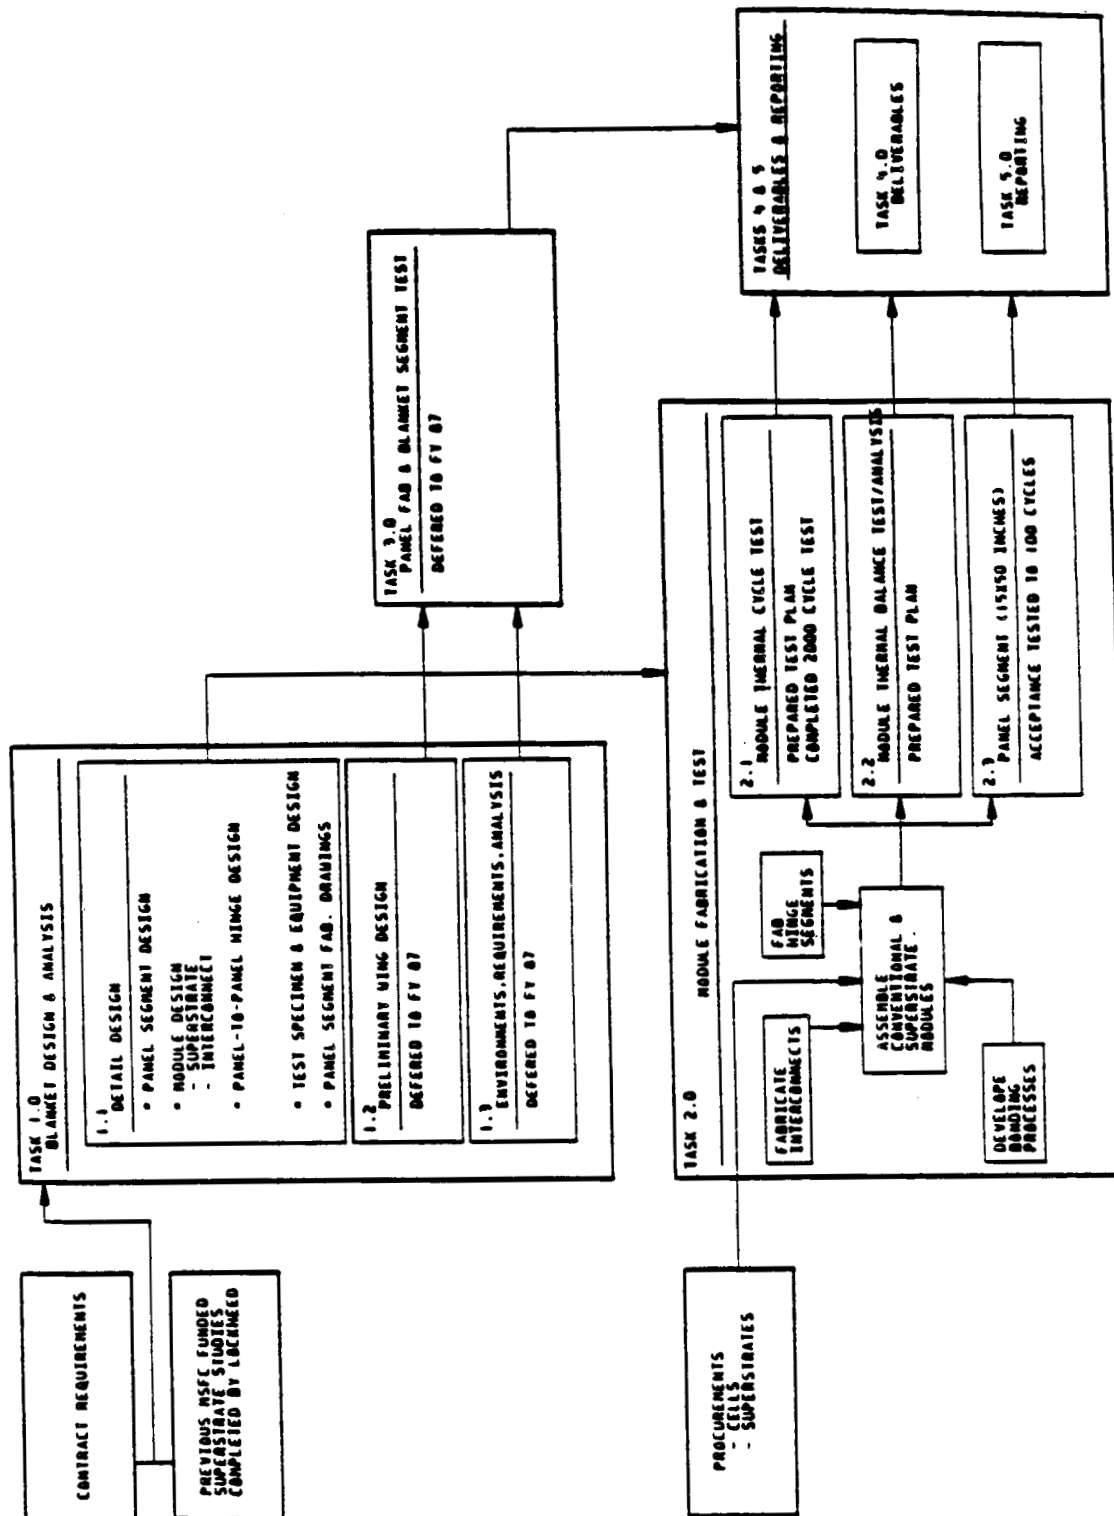 CONTRACT REQUIREMENTS
PREVIOUS MSFC FUNDED
SUPERSTRATE STUDIES
COMPLETED BY LOCKHEED
TASK 1.0
BLANKET DESIGN & ANALYSIS
1.1
DETAIL DESIGN
• PANEL SEGMENT DESIGN
• MODULE DESIGN
- SUPERSTRATE
- INTERCONNECT
• PANEL-TO-PANEL HINGE DESIGN
• TEST SPECIMEN & EQUIPMENT DESIGN
• PANEL SEGMENT FAB. DRAWINGS
1.2
PRELIMINARY WING DESIGN
DEFERED TO FY 87
1.3
ENVIRONMENTS.REQUIREMENTS.ANALYSIS
DEFERED TO FY 87
TASK 3.0
PANEL FAB & BLANKET SEGMENT TEST
DEFERED TO FY 87
PROCUREMENTS
- CELLS
- SUPERSTRATES
TASK 2.0
MODULE FABRICATION & TEST
FABRICATE
INTERCONNECTS
FAB
HINGE
SEGMENTS
ASSEMBLE
CONVENTIONAL &
SUPERSTRATE
MODULES
DEVELOPE
BONDING
PROCESSES
2.1
MODULE THERMAL CYCLE TEST
PREPARED TEST PLAN
COMPLETED 2000 CYCLE TEST
2.2
MODULE THERMAL BALANCE TEST/ANALYSIS
PREPARED TEST PLAN
2.3
PANEL SEGMENT (15X50 INCHES)
ACCEPTANCE TESTED TO 100 CYCLES
TASKS 4 & 5
DELIVERABLES & REPORTING
TASK 4.0
DELIVERABLES
TASK 5.0
REPORTING